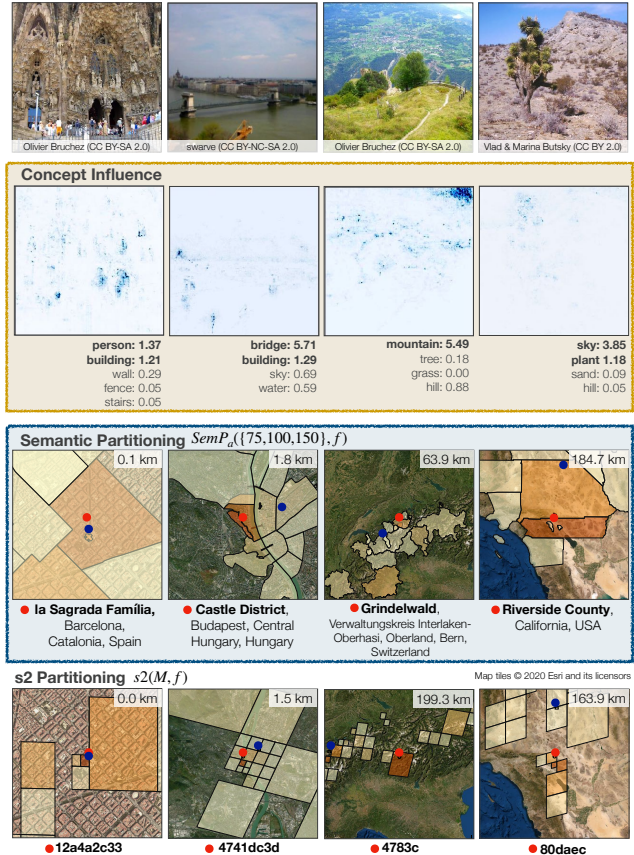 Olivier Bruchez (CC BY-SA 2.0)
swarve (CC BY-NC-SA 2.0)
Olivier Bruchez (CC BY-SA 2.0)
Vlad & Marina Butsky (CC BY 2.0)
Concept Influence
person: 1.37
building: 1.21
wall: 0.29
fence: 0.05
stairs: 0.05
bridge: 5.71
building: 1.29
sky: 0.69
water: 0.59
mountain: 5.49
tree: 0.18
grass: 0.00
hill: 0.88
sky: 3.85
plant 1.18
sand: 0.09
hill: 0.05
Semantic Partitioning SemPₐ({75,100,150}, f)
0.1 km
1.8 km
63.9 km
184.7 km
la Sagrada Família,
Barcelona,
Catalonia, Spain
Castle District,
Budapest, Central
Hungary, Hungary
Grindelwald,
Verwaltungskreis Interlaken-
Oberhasi, Oberland, Bern,
Switzerland
Riverside County,
California, USA
s2 Partitioning s2(M, f)
Map tiles © 2020 Esri and its licensors
0.0 km
1.5 km
199.3 km
163.9 km
12a4a2c33
4741dc3d
4783c
80daec